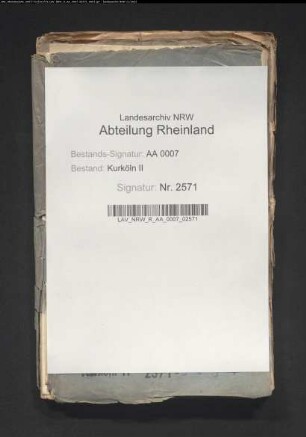 Landesarchiv NRW
Abteilung Rheinland
Bestands-Signatur: AA 0007
Bestand: Kurköln II
Signatur: Nr. 2571
LAV_NRW_R_AA_0007_02571